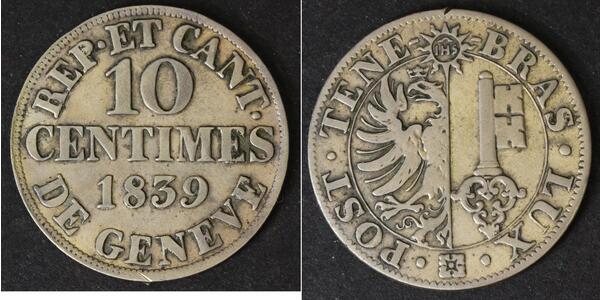 REP·ET CANT.
10
CENTIMES
1839
DE GENEVE
POST·TENEBRAS·LUX·
IHS